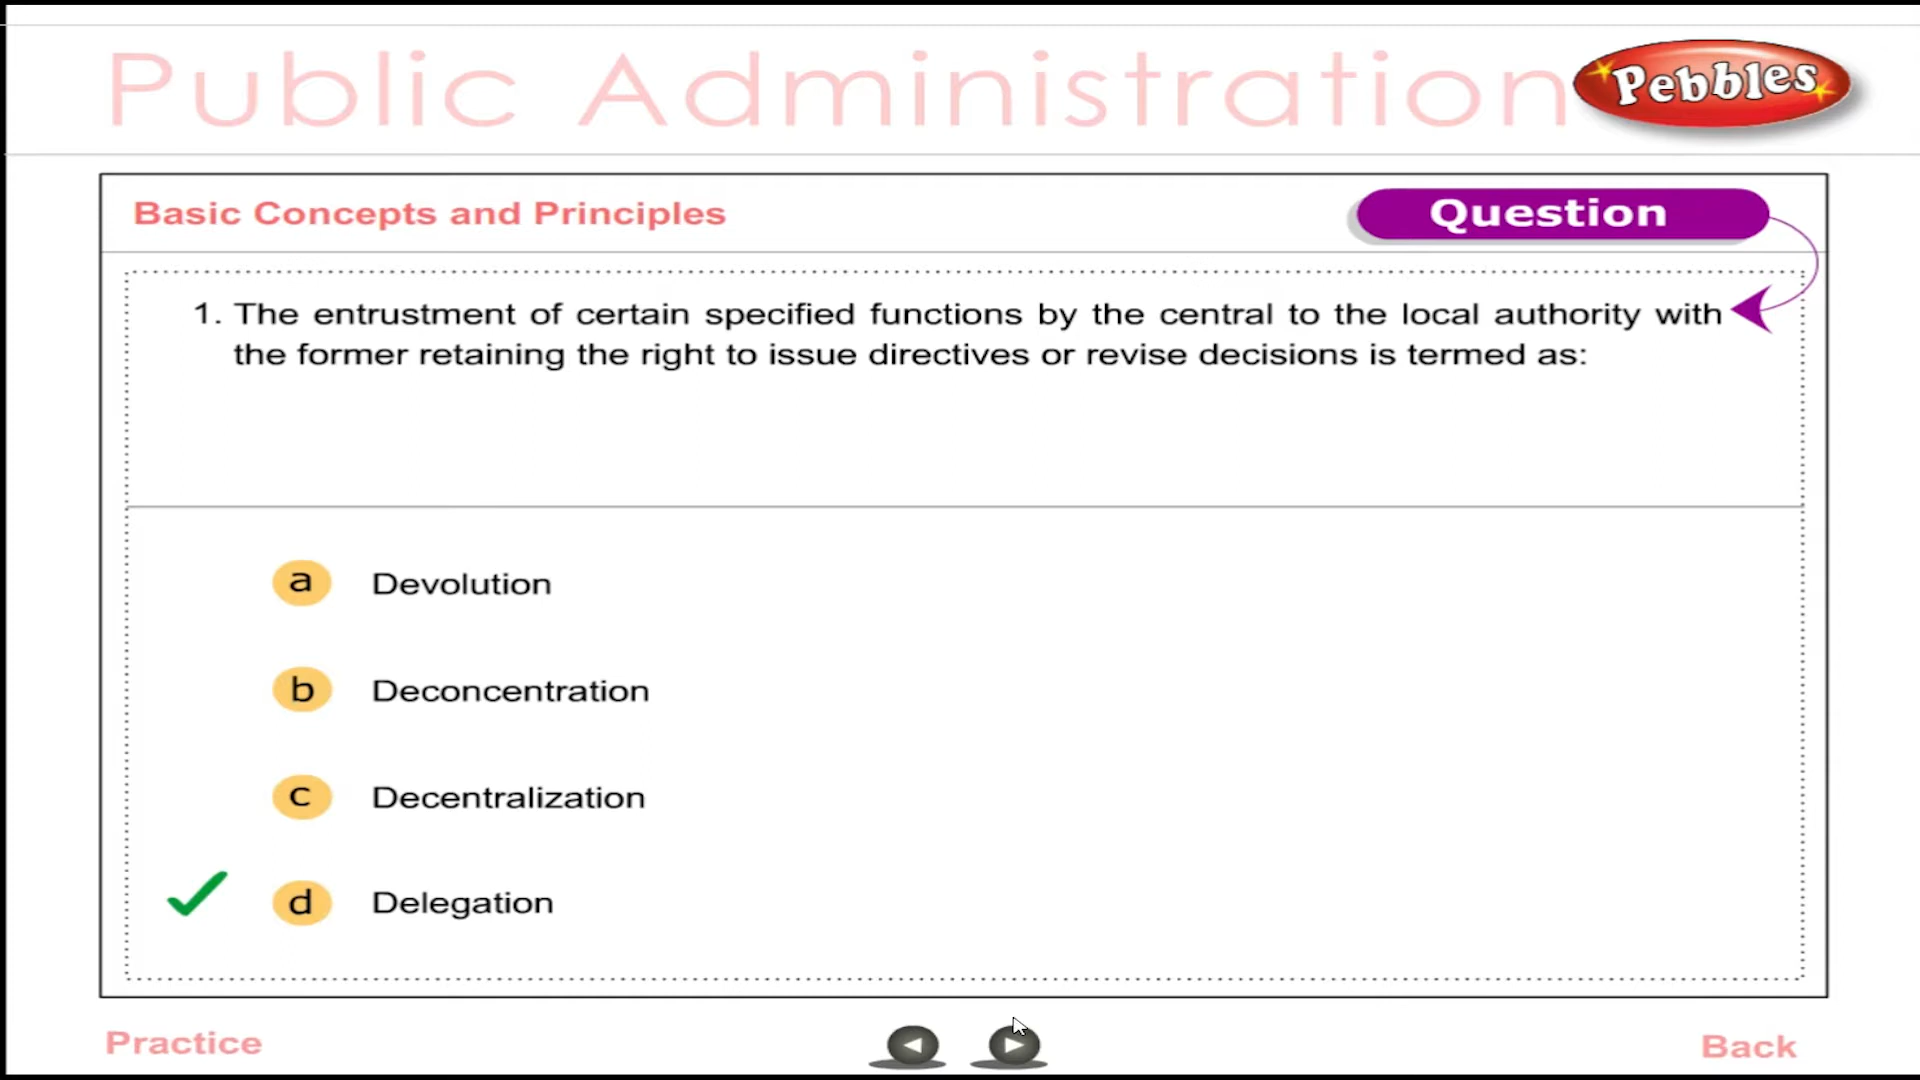 Public Administration
Pebbles
Basic Concepts and Principles
Question
1. The entrustment of certain specified functions by the central to the local authority with
the former retaining the right to issue directives or revise decisions is termed as:
a Devolution
b Deconcentration
c Decentralization
d Delegation
Practice
Back